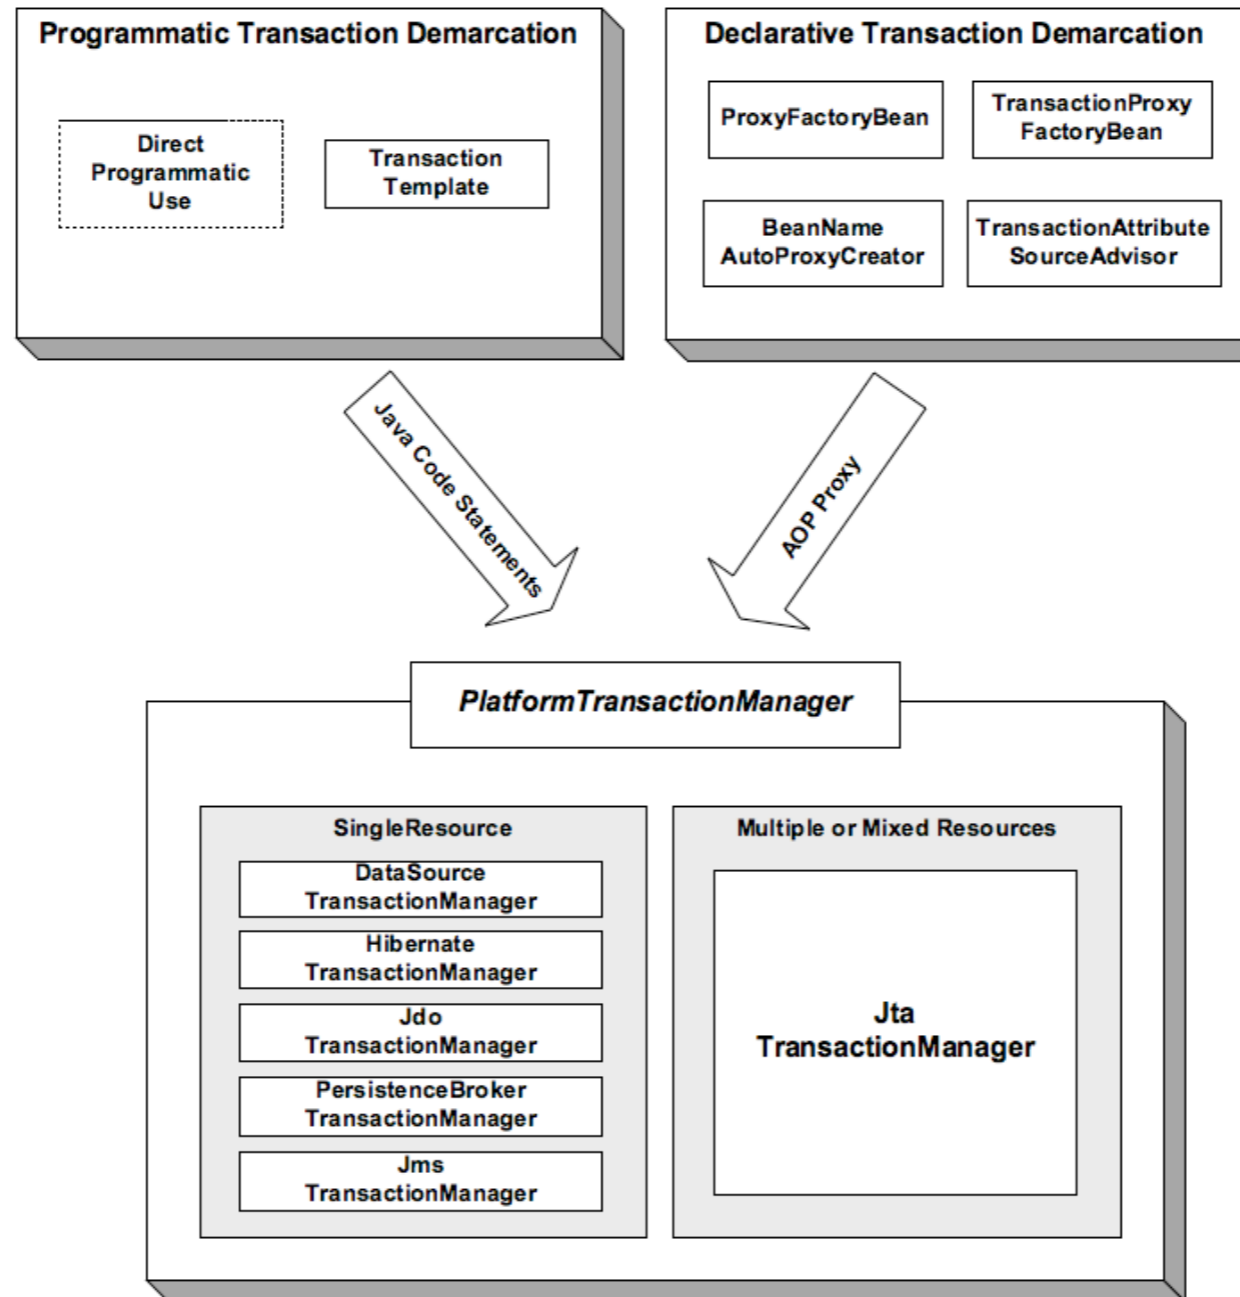 Programmatic Transaction Demarcation
Direct
Programmatic
Use
Transaction
Template
Declarative Transaction Demarcation
ProxyFactoryBean
TransactionProxy
FactoryBean
BeanName
AutoProxyCreator
TransactionAttribute
SourceAdvisor
Java Code Statements
AOP Proxy
PlatformTransactionManager
SingleResource
DataSource
TransactionManager
Hibernate
TransactionManager
Jdo
TransactionManager
PersistenceBroker
TransactionManager
Jms
TransactionManager
Multiple or Mixed Resources
Jta
TransactionManager